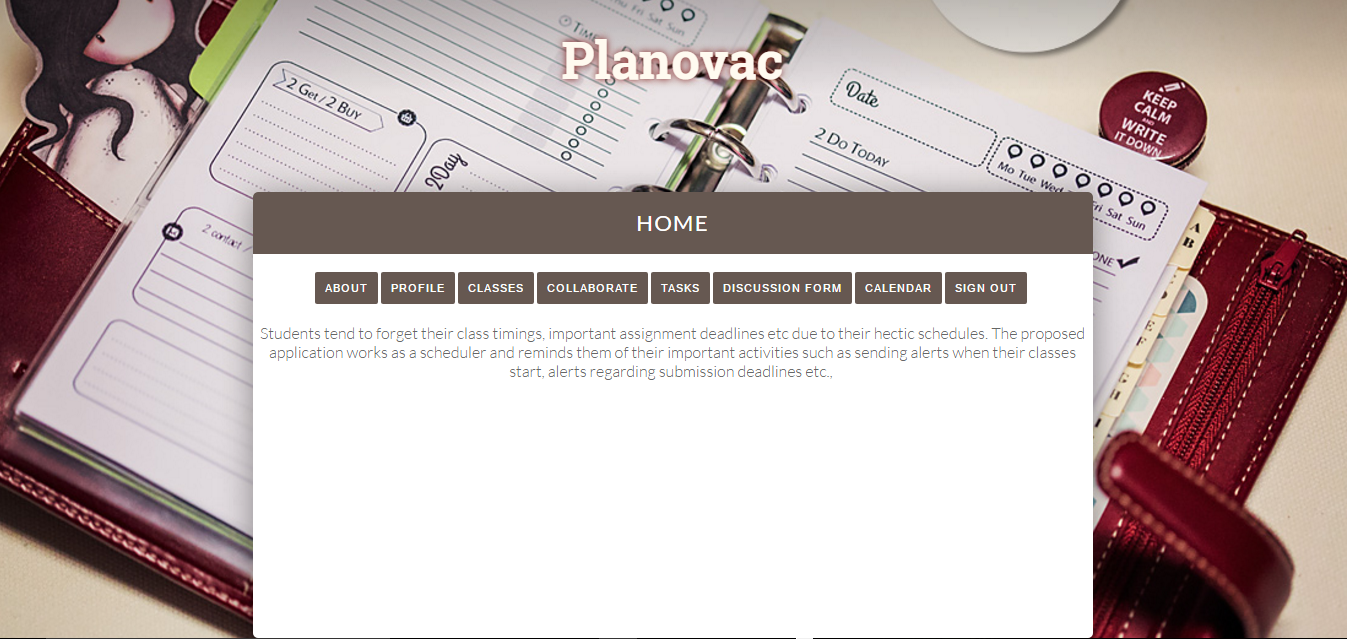 Thu Fri Sat Sun
Planovac
2 Get / 2 Buy
2Day
Date
2 Do Today
Mo Tue Wed Fri Sat Sun
KEEP
CALM
AND
WRITE
IT DOWN
2 contact /
ONE
A
B
HOME
ABOUT PROFILE CLASSES COLLABORATE TASKS DISCUSSION FORM CALENDAR SIGN OUT
Students tend to forget their class timings, important assignment deadlines etc due to their hectic schedules. The proposed
application works as a scheduler and reminds them of their important activities such as sending alerts when their classes
start, alerts regarding submission deadlines etc.,